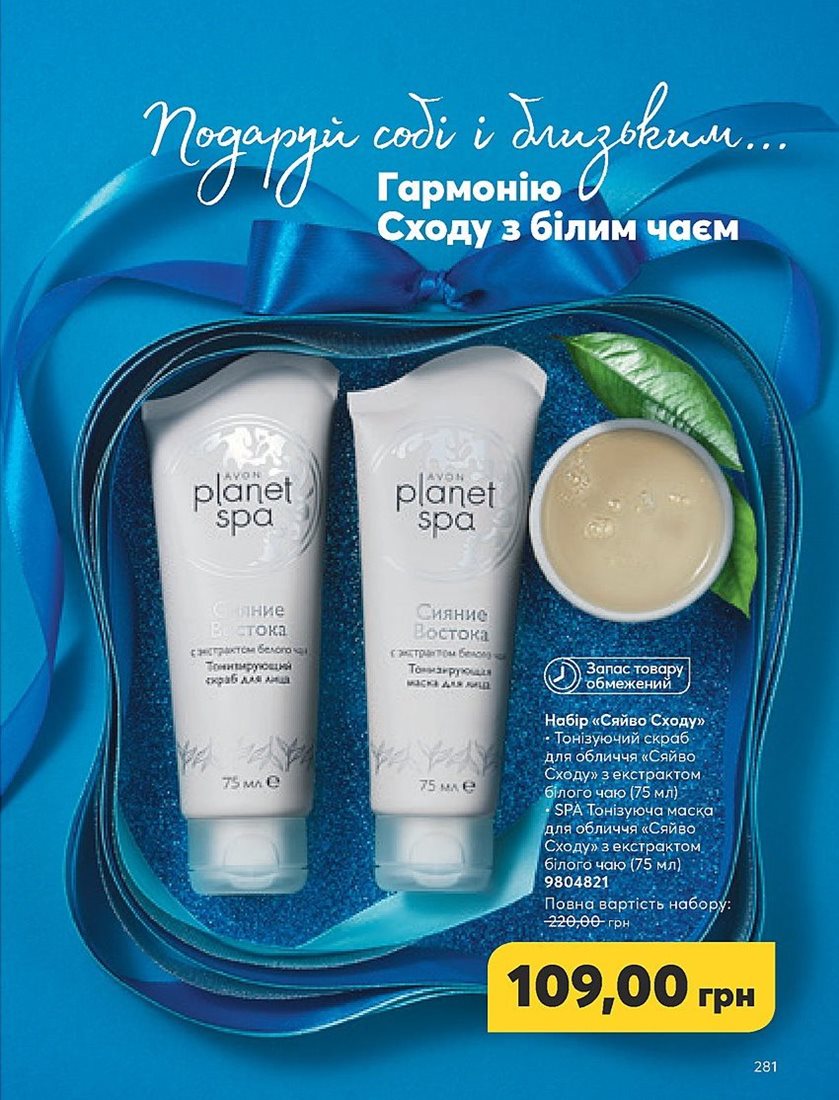 Подаруй собі і близьким...
Гармонію
Сходу з білим чаєм
AVON
planet
spa
Сияние
Востока
с экстрактом белого чая
Тонизирующий
скраб для лица
75 мл e
AVON
planet
spa
Сияние
Востока
с экстрактом белого чая
Тонизирующая
маска для лица
75 мл e
Запас товару
обмежений
Набір «Сяйво Сходу»
• Тонізуючий скраб
для обличчя «Сяйво
Сходу» з екстрактом
білого чаю (75 мл)
• SPA Тонізуюча маска
для обличчя «Сяйво
Сходу» з екстрактом
білого чаю (75 мл)
9804821
Повна вартість набору:
220,00 грн
109,00 грн
281